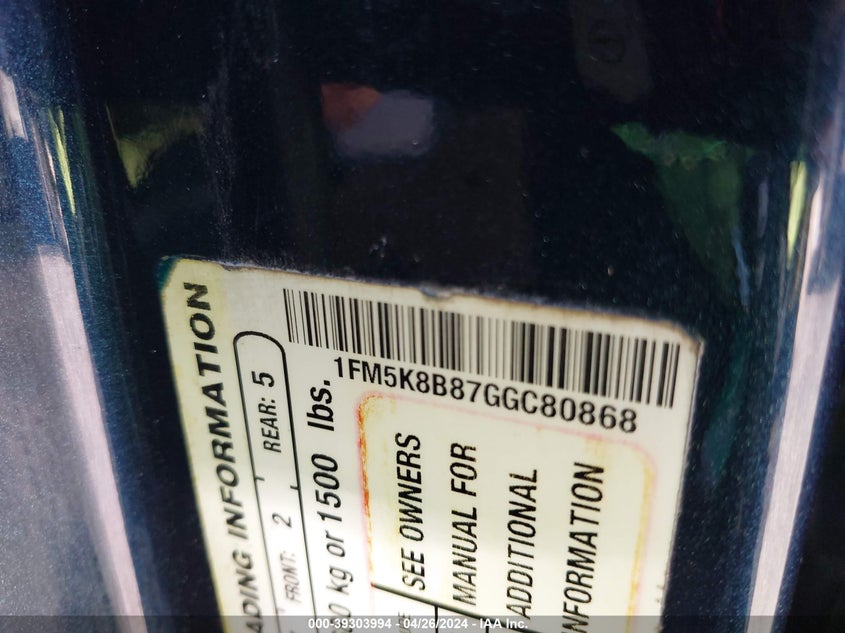 ADING INFORMATION
FRONT: 2 REAR: 5
kg or 1500 lbs.
1FM5K8B87GGC80868
SEE OWNERS
MANUAL FOR
ADDITIONAL
INFORMATION
000-39303994 - 04/26/2024 - IAA Inc.